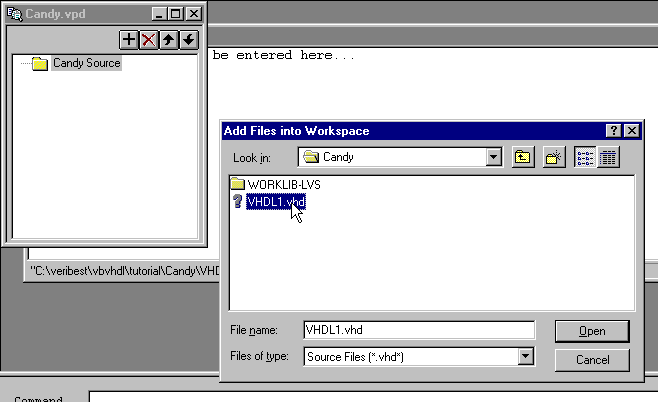 Candy.vpd
Candy Source
be entered here...
Add Files into Workspace
Look in:
Candy
WORKLIB-LVS
VHDL1.vhd
"C:\veribest\vbvhdl\tutorial\Candy\VHD
File name:
VHDL1.vhd
Open
Files of type:
Source Files (*.vhd*)
Cancel
Command